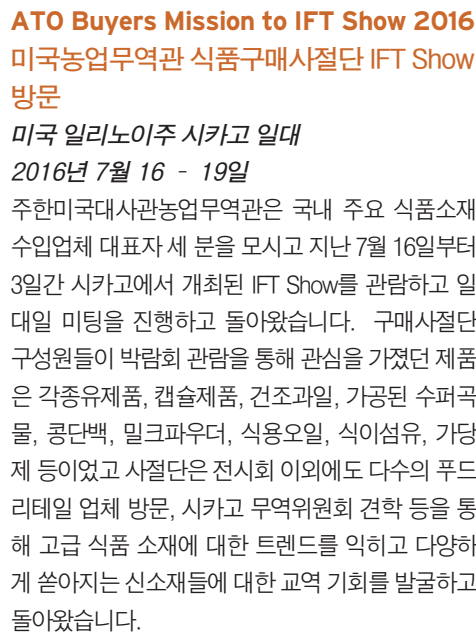 ATO Buyers Mission to IFT Show 2016
미국농업무역관 식품구매사절단 IFT Show
방문
미국 일리노이주 시카고 일대
2016년 7월 16 - 19일
주한미국대사관농업무역관은 국내 주요 식품소재
수입업체 대표자 세 분을 모시고 지난 7월 16일부터
3일간 시카고에서 개최된 IFT Show를 관람하고 일
대일 미팅을 진행하고 돌아왔습니다. 구매사절단
구성원들이 박람회 관람을 통해 관심을 가졌던 제품
은 각종유제품, 캡슐제품, 건조과일, 가공된 수퍼곡
물, 콩단백, 밀크파우더, 식용오일, 식이섬유, 가당
제 등이었고 사절단은 전시회 이외에도 다수의 푸드
리테일 업체 방문, 시카고 무역위원회 견학 등을 통
해 고급 식품 소재에 대한 트렌드를 익히고 다양하
게 쏟아지는 신소재들에 대한 교역 기회를 발굴하고
돌아왔습니다.